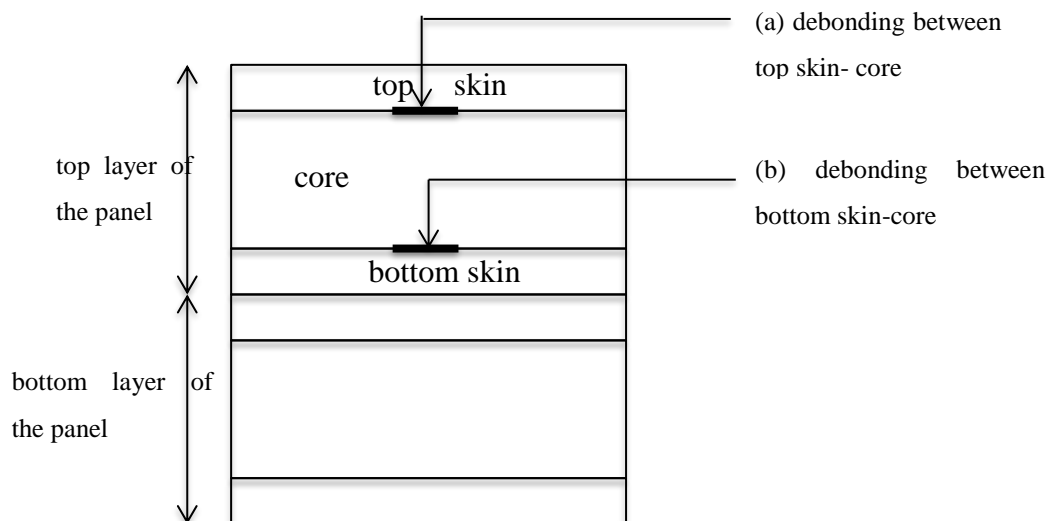 (a) debonding between
top skin- core
top skin
top layer of
the panel
core
(b) debonding between
bottom skin-core
bottom skin
bottom layer of
the panel